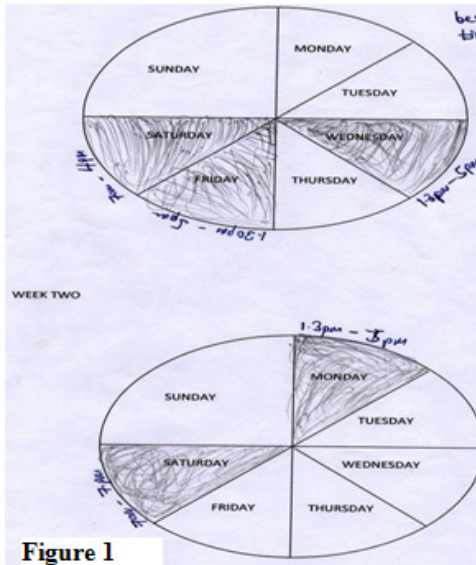 MONDAY
SUNDAY
TUESDAY
SATURDAY
WEDNESDAY
FRIDAY
THURSDAY
1.30pm - 5pm
WEEK TWO
1.3pm - 5pm
MONDAY
SUNDAY
TUESDAY
SATURDAY
WEDNESDAY
FRIDAY
THURSDAY
Figure 1